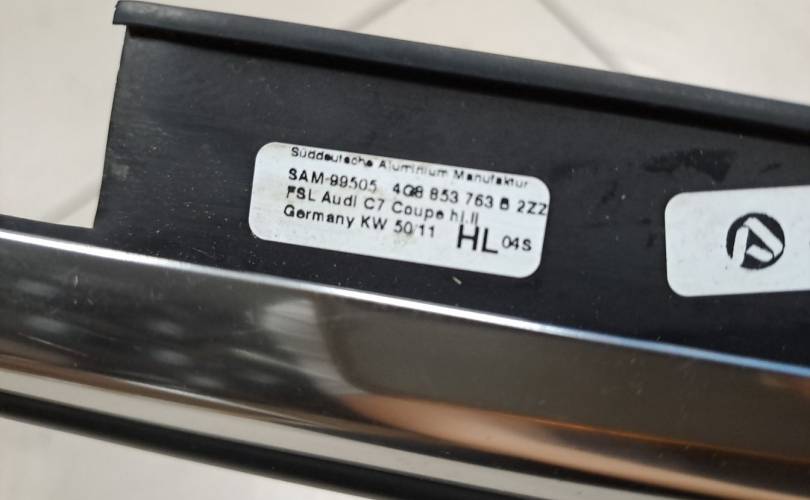 Süddeutsche Aluminium Manufaktur
SAM-99505 4G8 853 763 B 2ZZ
FSL Audi C7 Coupe hl.II
Germany KW 50/11 HL 04S